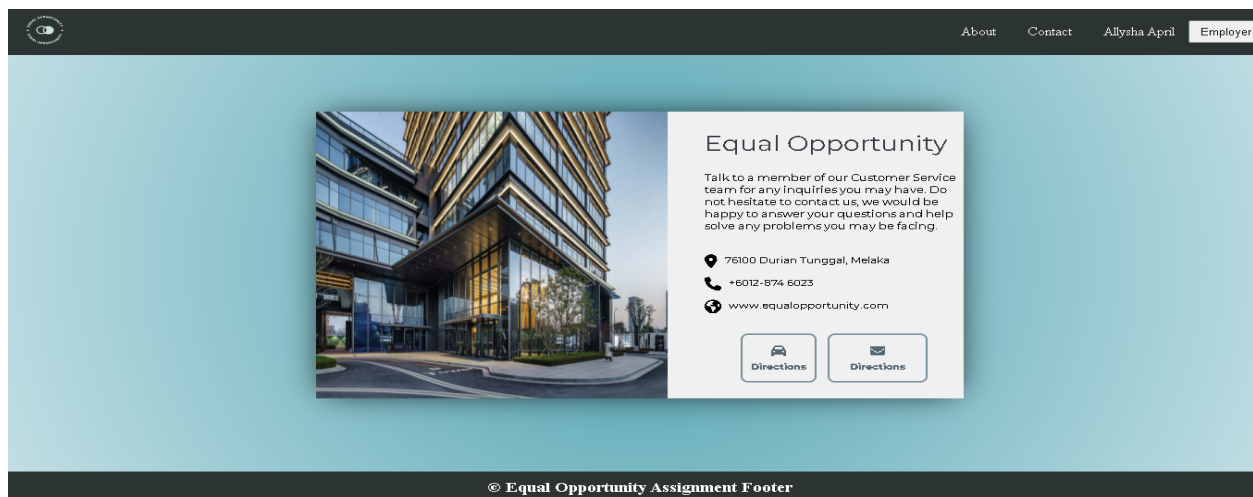 About Contact Allysha April Employer
Equal Opportunity
Talk to a member of our Customer Service
team for any inquiries you may have. Do
not hesitate to contact us, we would be
happy to answer your questions and help
solve any problems you may be facing.
76100 Durian Tunggal, Melaka
+6012-874 6023
www.equalopportunity.com
Directions Directions
© Equal Opportunity Assignment Footer